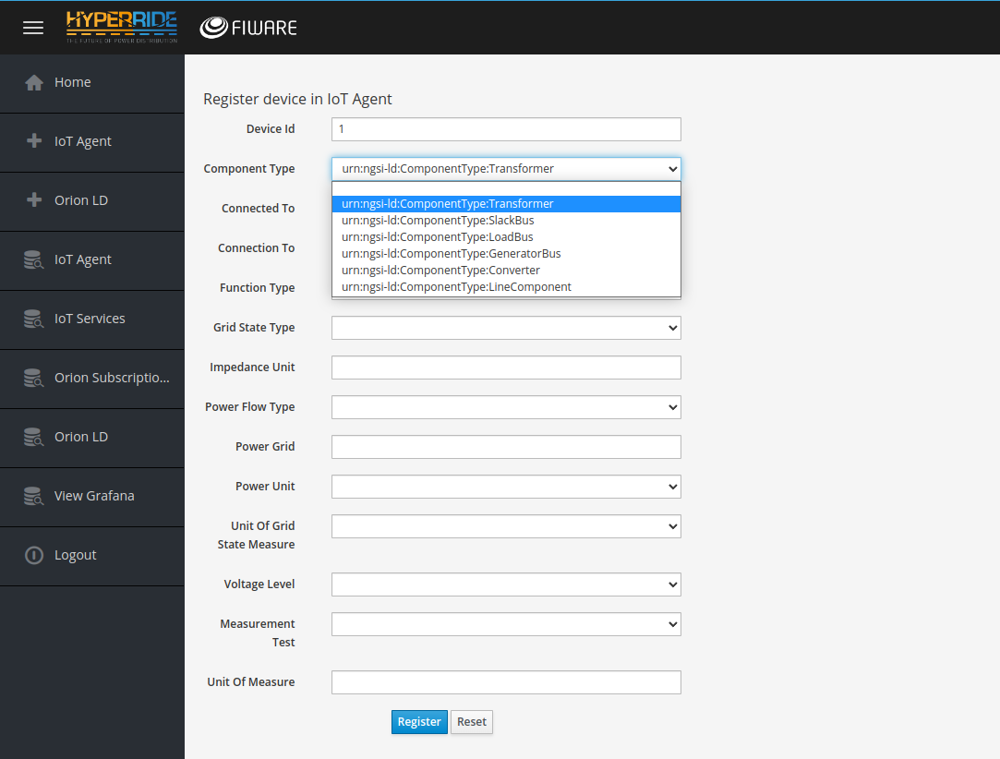 HYPERRIDE
THE FUTURE OF POWER DISTRIBUTION
FIWARE
Home
IoT Agent
Orion LD
IoT Agent
IoT Services
Orion Subscriptio...
Orion LD
View Grafana
Logout
Register device in IoT Agent
Device Id
1
Component Type
urn:ngsi-ld:ComponentType:Transformer
urn:ngsi-ld:ComponentType:Transformer
urn:ngsi-ld:ComponentType:SlackBus
urn:ngsi-ld:ComponentType:LoadBus
urn:ngsi-ld:ComponentType:GeneratorBus
urn:ngsi-ld:ComponentType:Converter
urn:ngsi-ld:ComponentType:LineComponent
Connected To
Connection To
Function Type
Grid State Type
Impedance Unit
Power Flow Type
Power Grid
Power Unit
Unit Of Grid
State Measure
Voltage Level
Measurement
Test
Unit Of Measure
Register
Reset